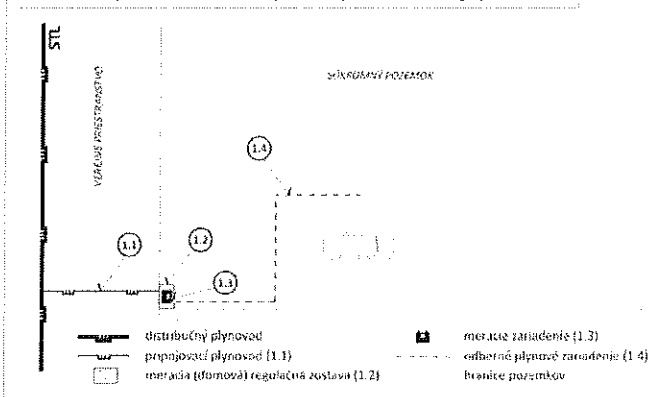 STL
VEREJNÉ PRIESTRANSTVO
SÚKROMNÝ POZEMOK
1.4
1.1
1.2
1.3
distribučný plynovod
pripojovací plynovod (1.1)
meracia (domová) regulačná zostava (1.2)
meracie zariadenie (1.3)
odberné plynové zariadenie (1.4)
hranice pozemkov